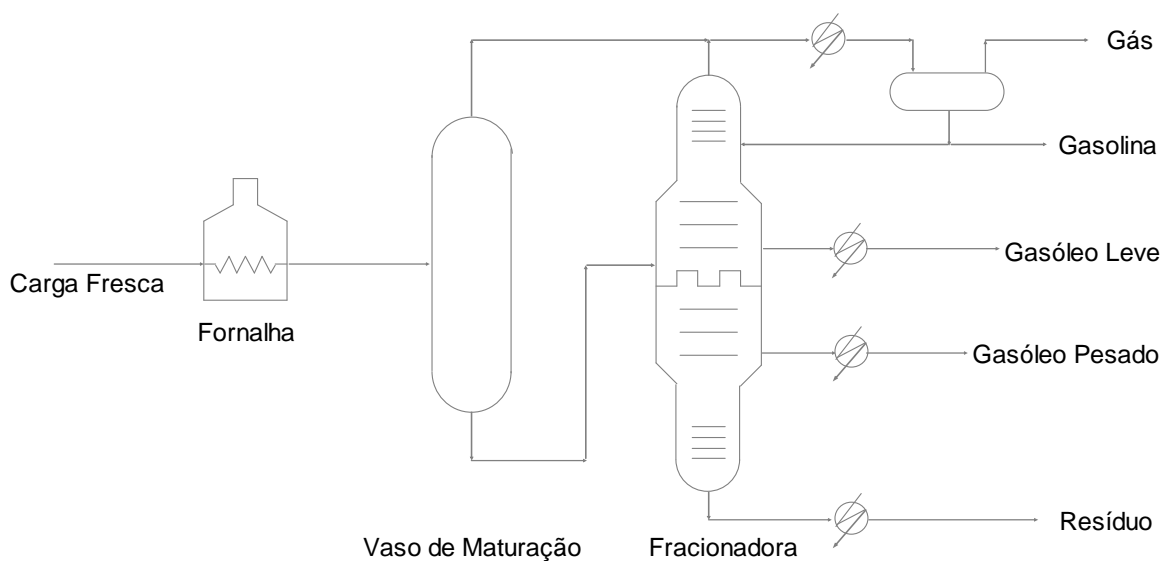 Gás
Gasolina
Carga Fresca
Gasóleo Leve
Fornalha
Gasóleo Pesado
Resíduo
Vaso de Maturação
Fracionadora